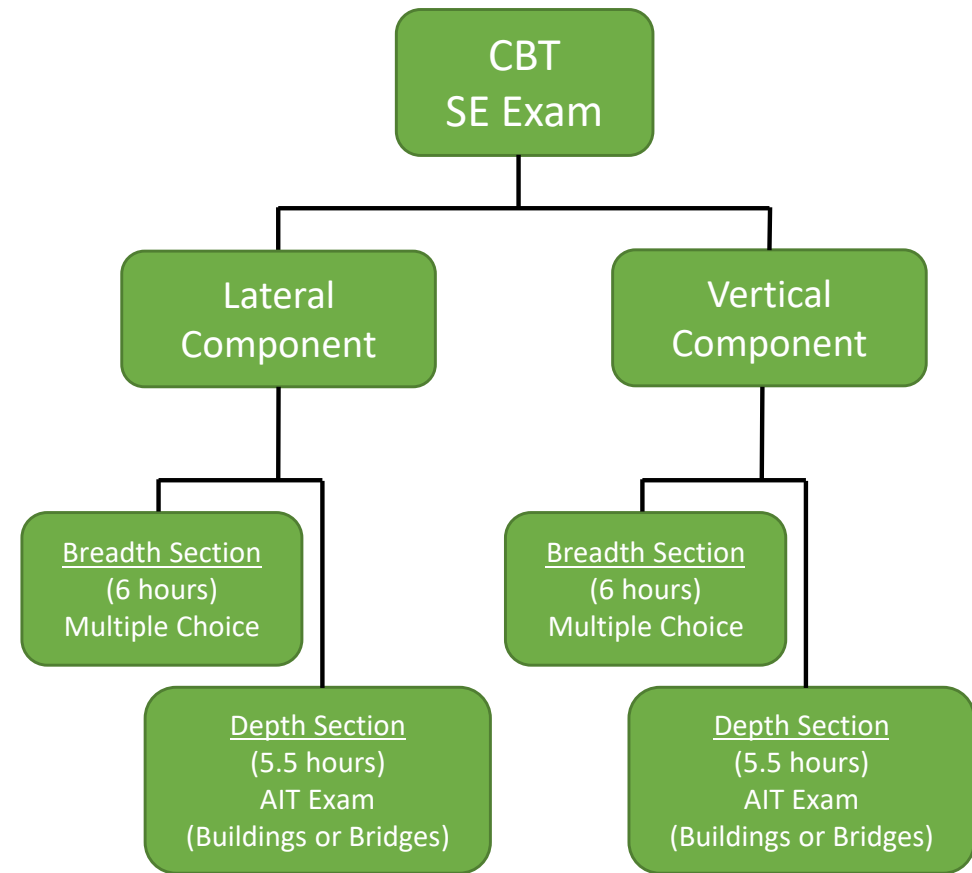 CBT
SE Exam
Lateral
Component
Vertical
Component
Breadth Section
(6 hours)
Multiple Choice
Breadth Section
(6 hours)
Multiple Choice
Depth Section
(5.5 hours)
AIT Exam
(Buildings or Bridges)
Depth Section
(5.5 hours)
AIT Exam
(Buildings or Bridges)